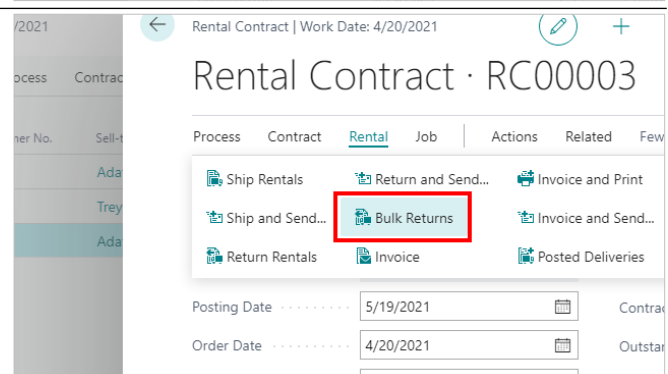 /2021
Rental Contract | Work Date: 4/20/2021
Rental Contract · RC00003
ocess Contrac
Process Contract Rental Job Actions Related Few
ner No. Sell-t
Ship Rentals Return and Send... Invoice and Print
Ada
Ship and Send... Bulk Returns Invoice and Send...
Trey
Ada
Return Rentals Invoice Posted Deliveries
Posting Date 5/19/2021 Contrac
Order Date 4/20/2021 Outstar